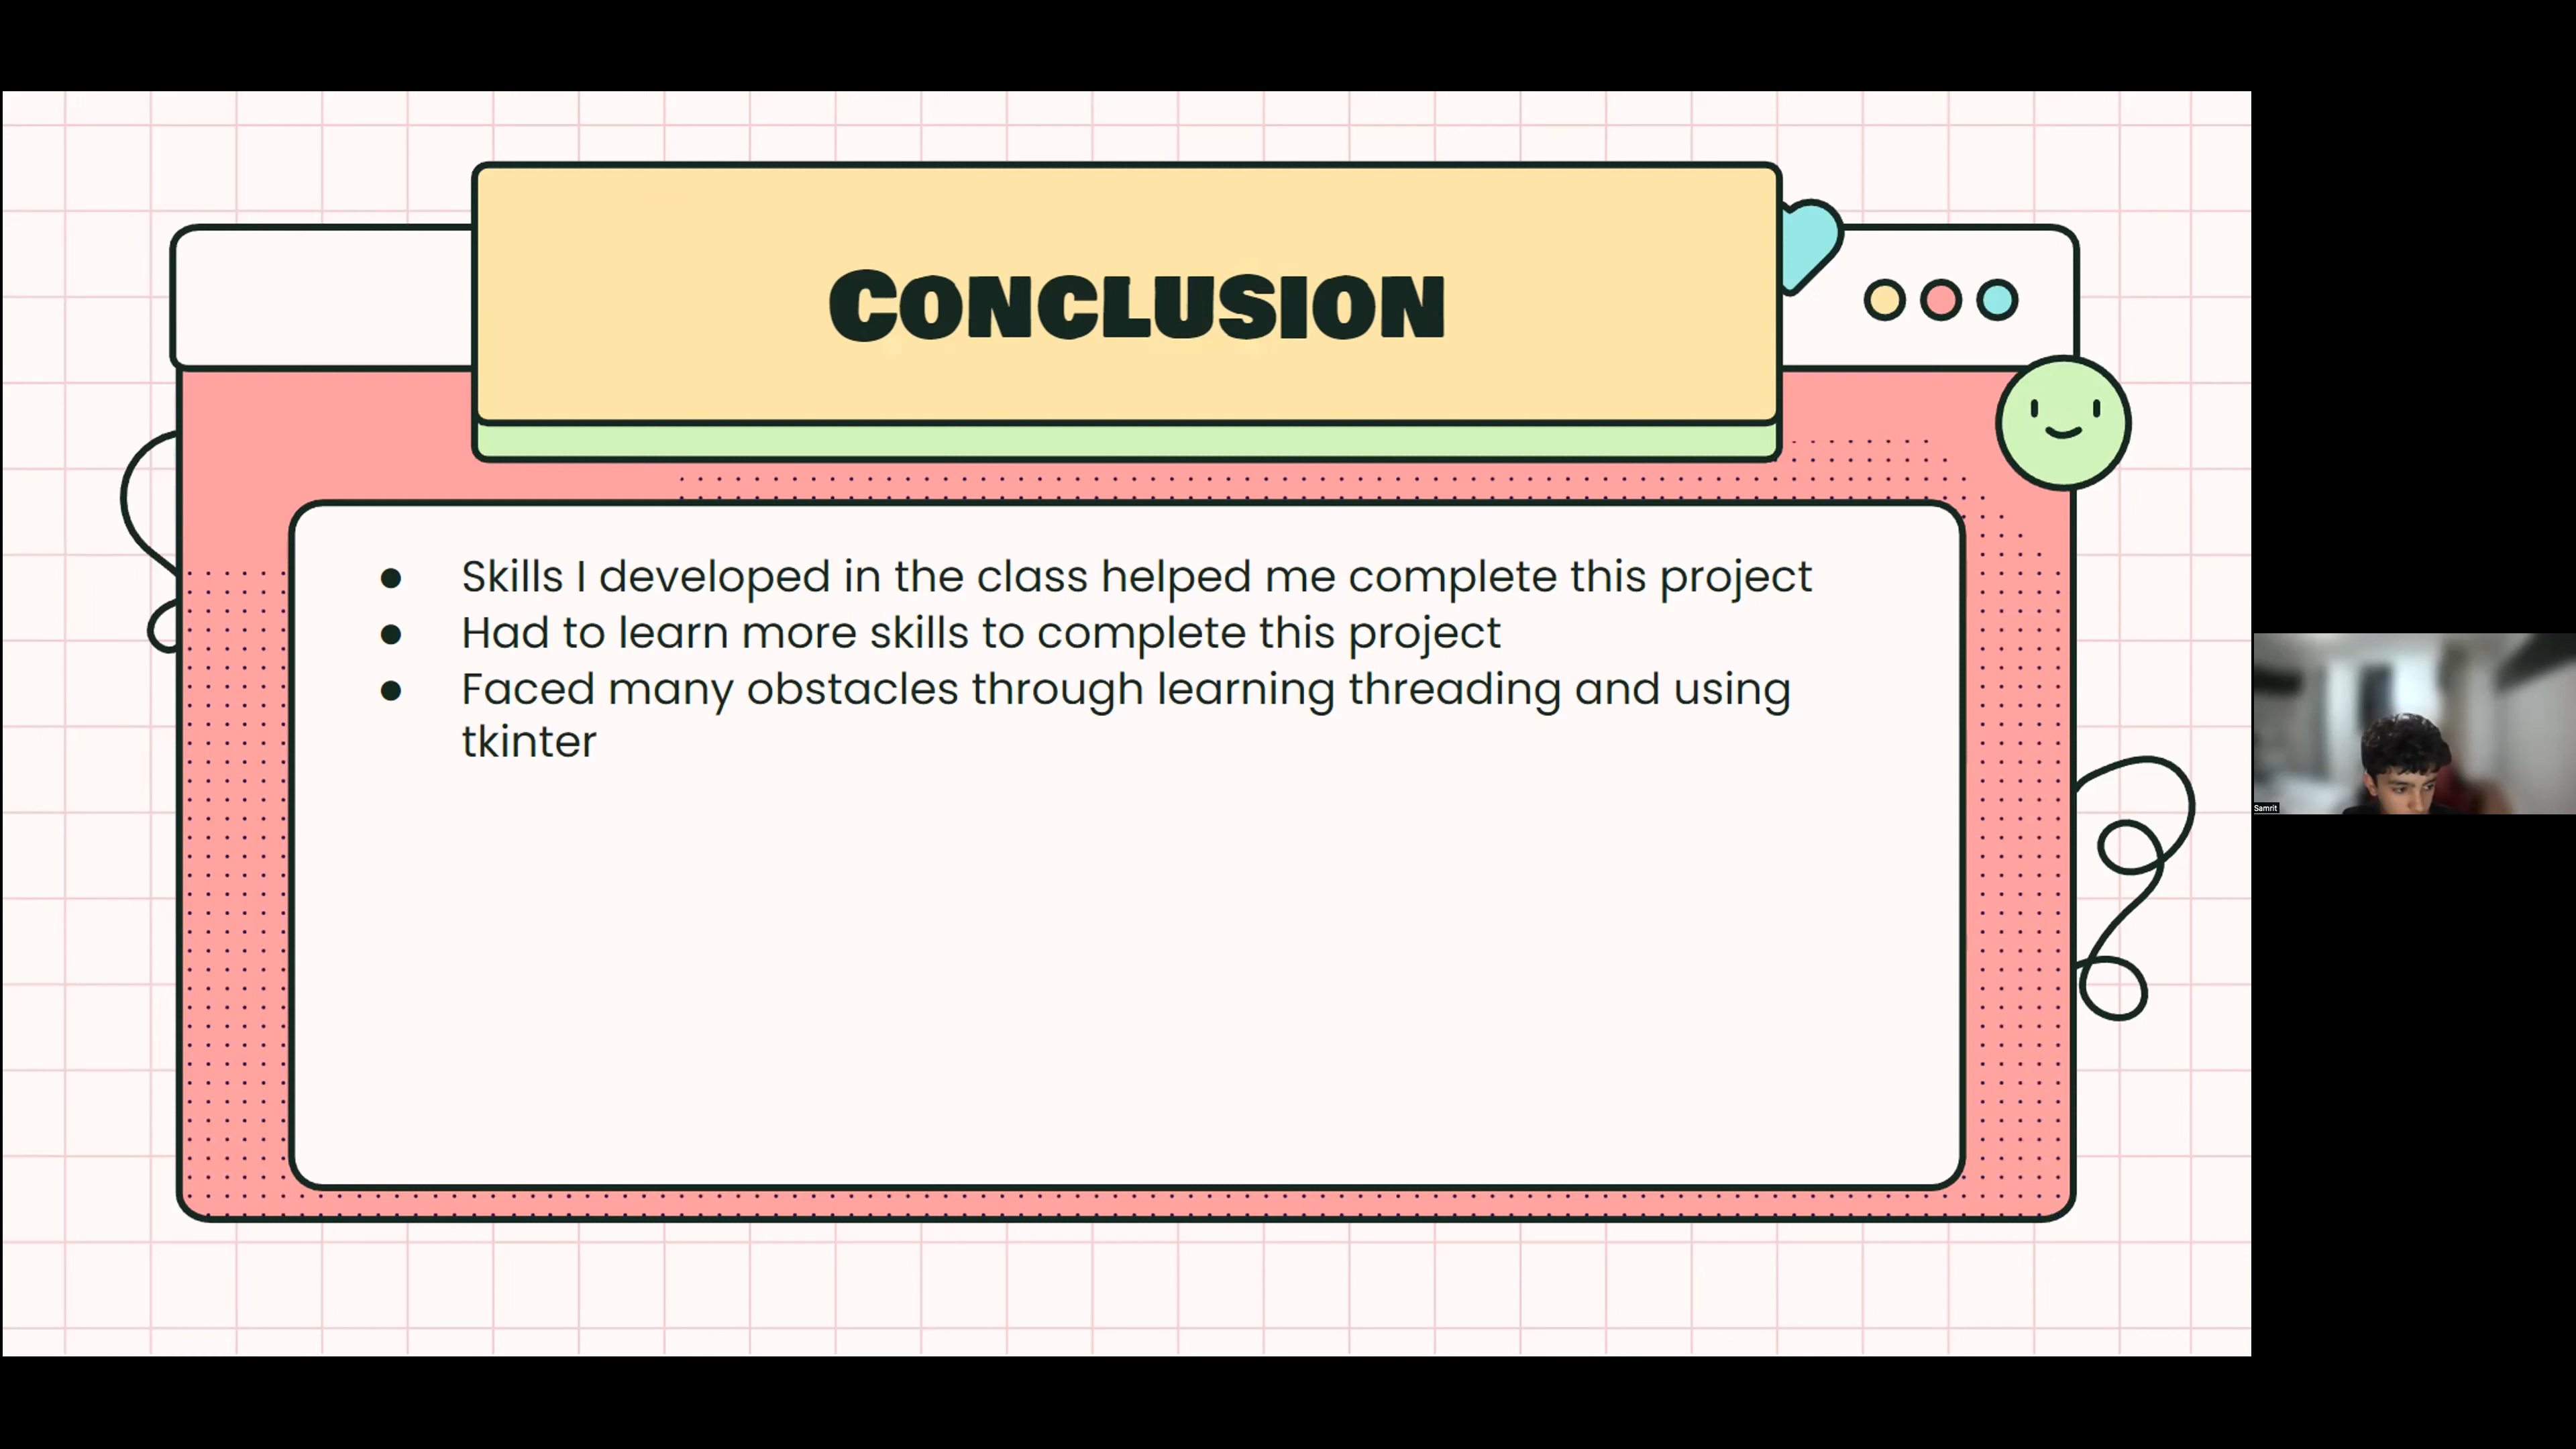 Conclusion
● Skills I developed in the class helped me complete this project
● Had to learn more skills to complete this project
● Faced many obstacles through learning threading and using
tkinter
Samrit